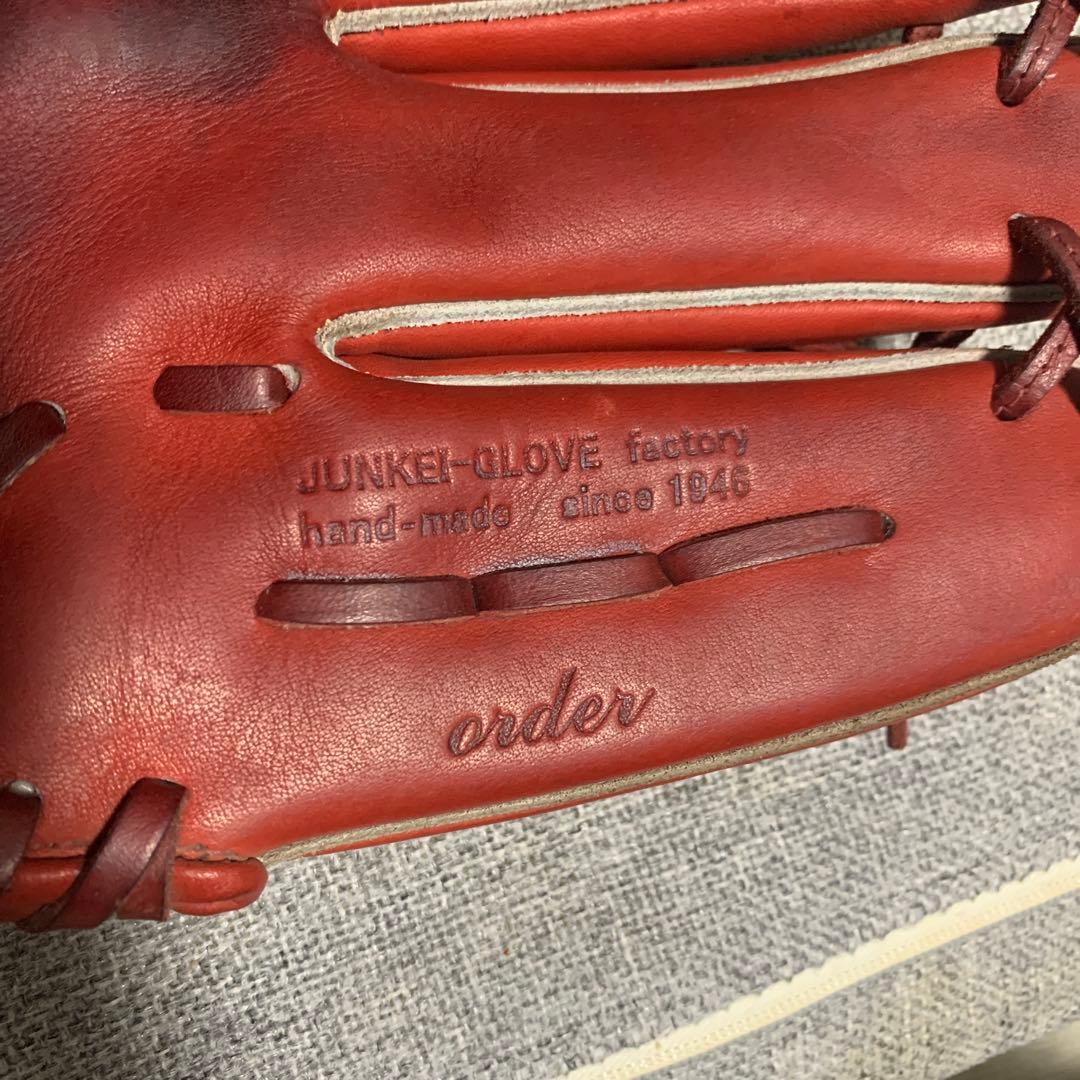 JUNKEI-GLOVE factory
hand-made / since 1946
order